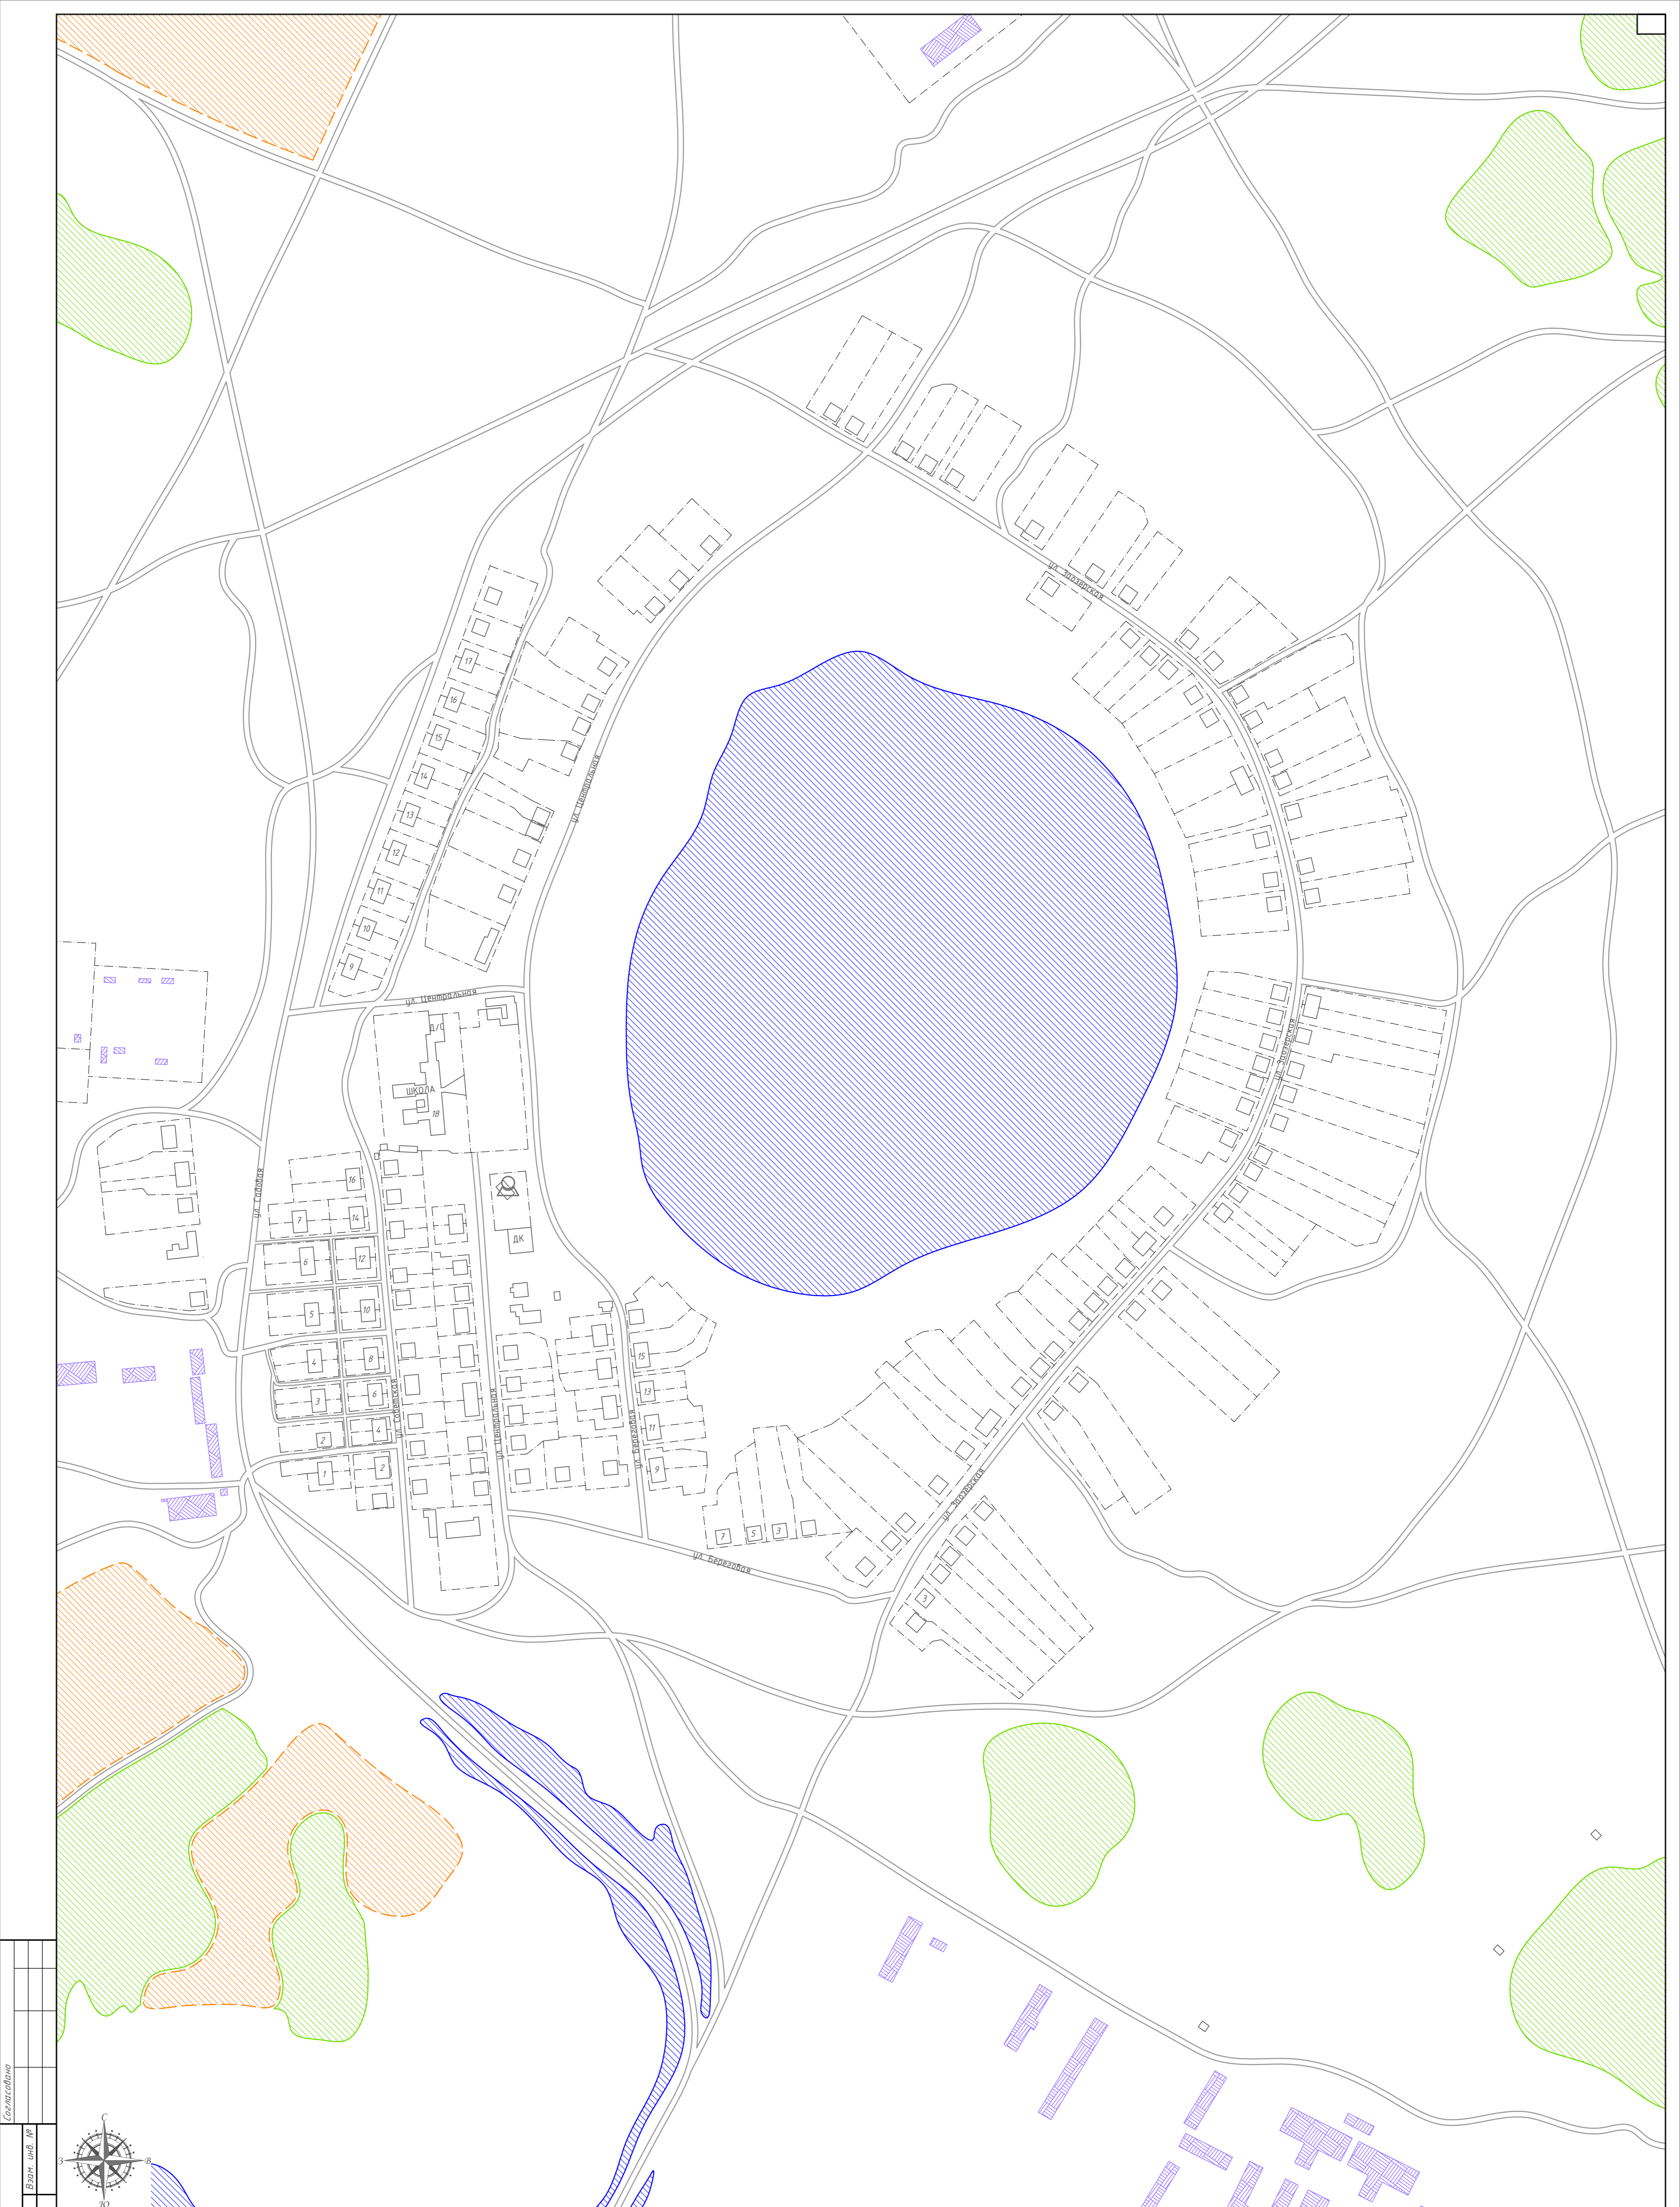 ул. Заозерская
17
16
15
14
13
12
11
10
9
ул. Центральная
ул. Центральная
Д/С
ШКОЛА
18
ул. Заозерская
ул. Садовая
16
7
14
ДК
6
12
5
10
4
8
15
3
6
13
2
4
11
ул. Советская
ул. Центральная
ул. Береговая
1
2
9
7
5
3
ул. Заозерская
ул. Береговая
3
Согласовано
Взам. инв. №
С
З
В
Ю